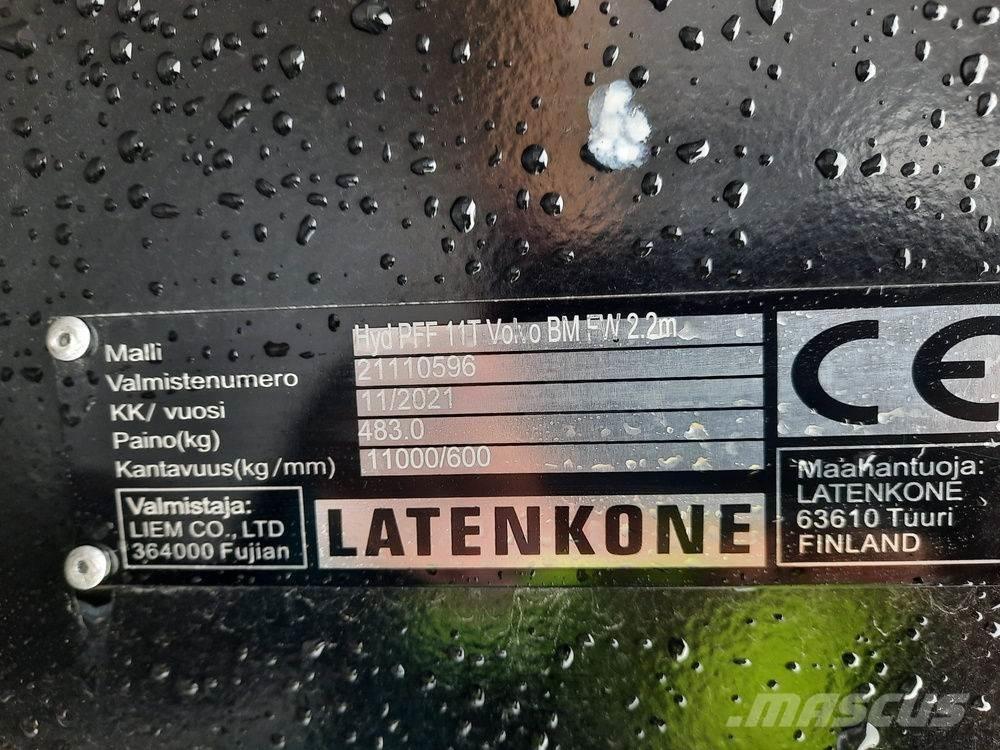 Malli Hyd PFF 11T Volvo BM FW 2.2m
Valmistenumero 21110596
KK/ vuosi 11/2021
Paino(kg) 483.0
Kantavuus(kg/mm) 11000/600
Valmistaja:
LIEM CO., LTD
364000 Fujian
LATENKONE
CE
Maahantuoja:
LATENKONE
63610 Tuuri
FINLAND
MASCUS